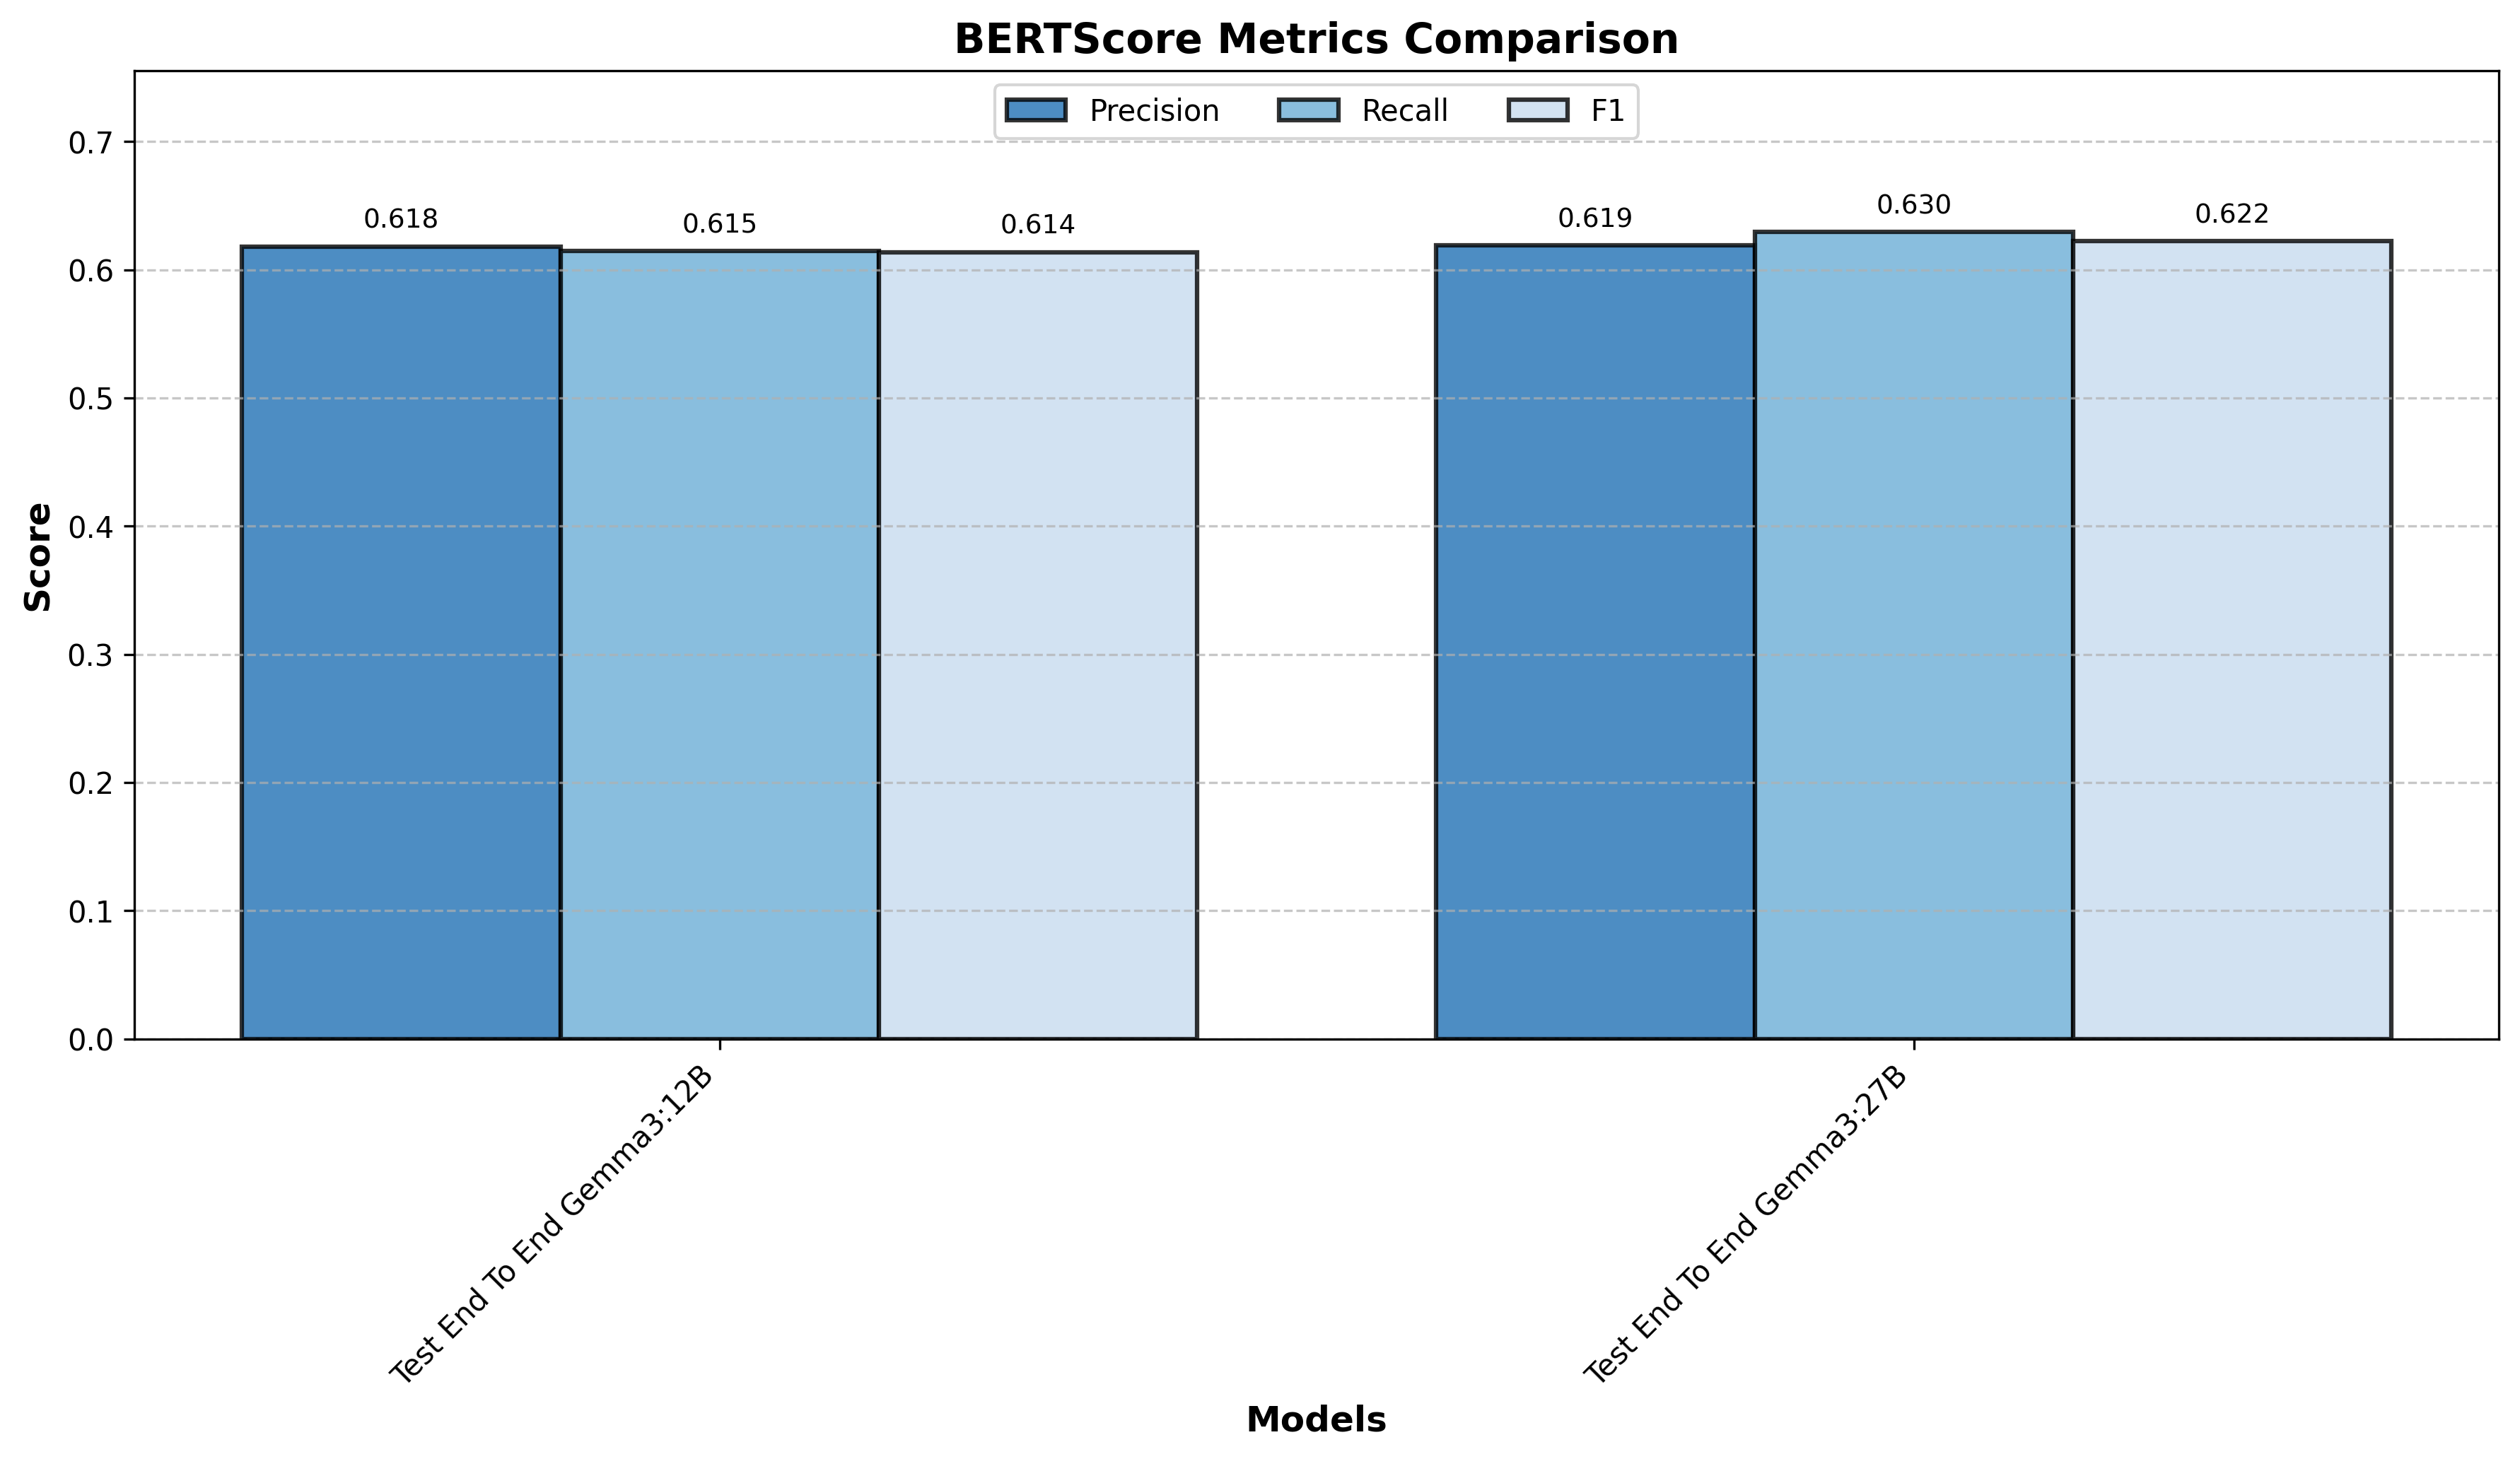 BERTScore Metrics Comparison
Precision Recall F1
0.7
0.6
0.5
0.4
0.3
0.2
0.1
0.0
Score
0.618 0.615 0.614 0.619 0.630 0.622
Test End To End Gemma3:12B
Test End To End Gemma3:27B
Models